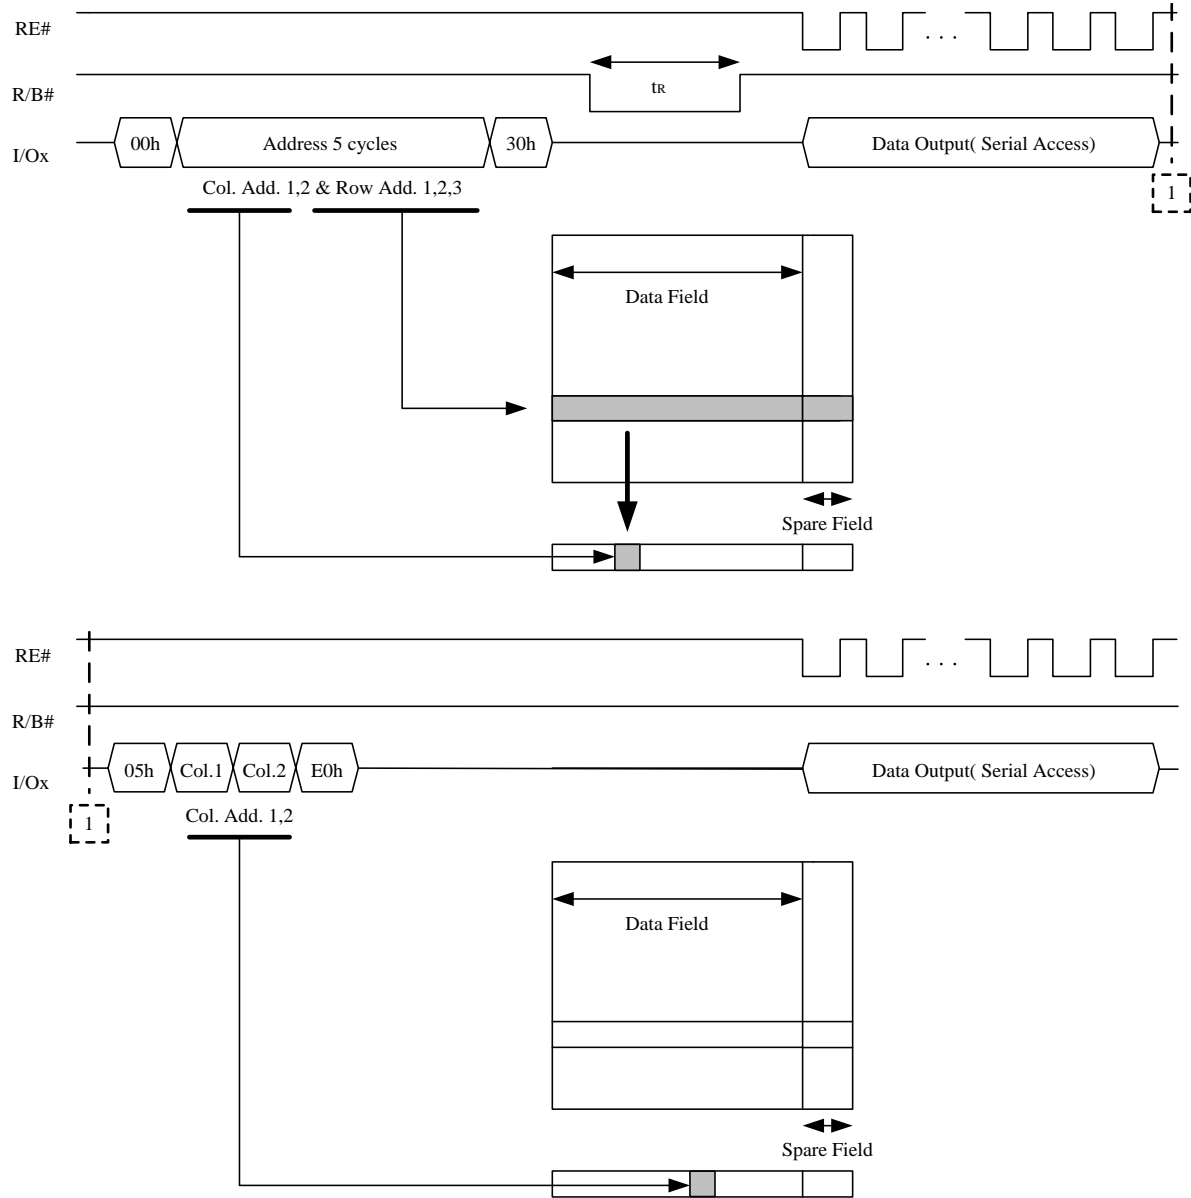 RE#
. . .
R/B#
tR
I/Ox
00h
Address 5 cycles
30h
Data Output( Serial Access)
1
Col. Add. 1,2 & Row Add. 1,2,3
Data Field
Spare Field
RE#
. . .
R/B#
I/Ox
05h
Col.1
Col.2
E0h
Data Output( Serial Access)
1
Col. Add. 1,2
Data Field
Spare Field